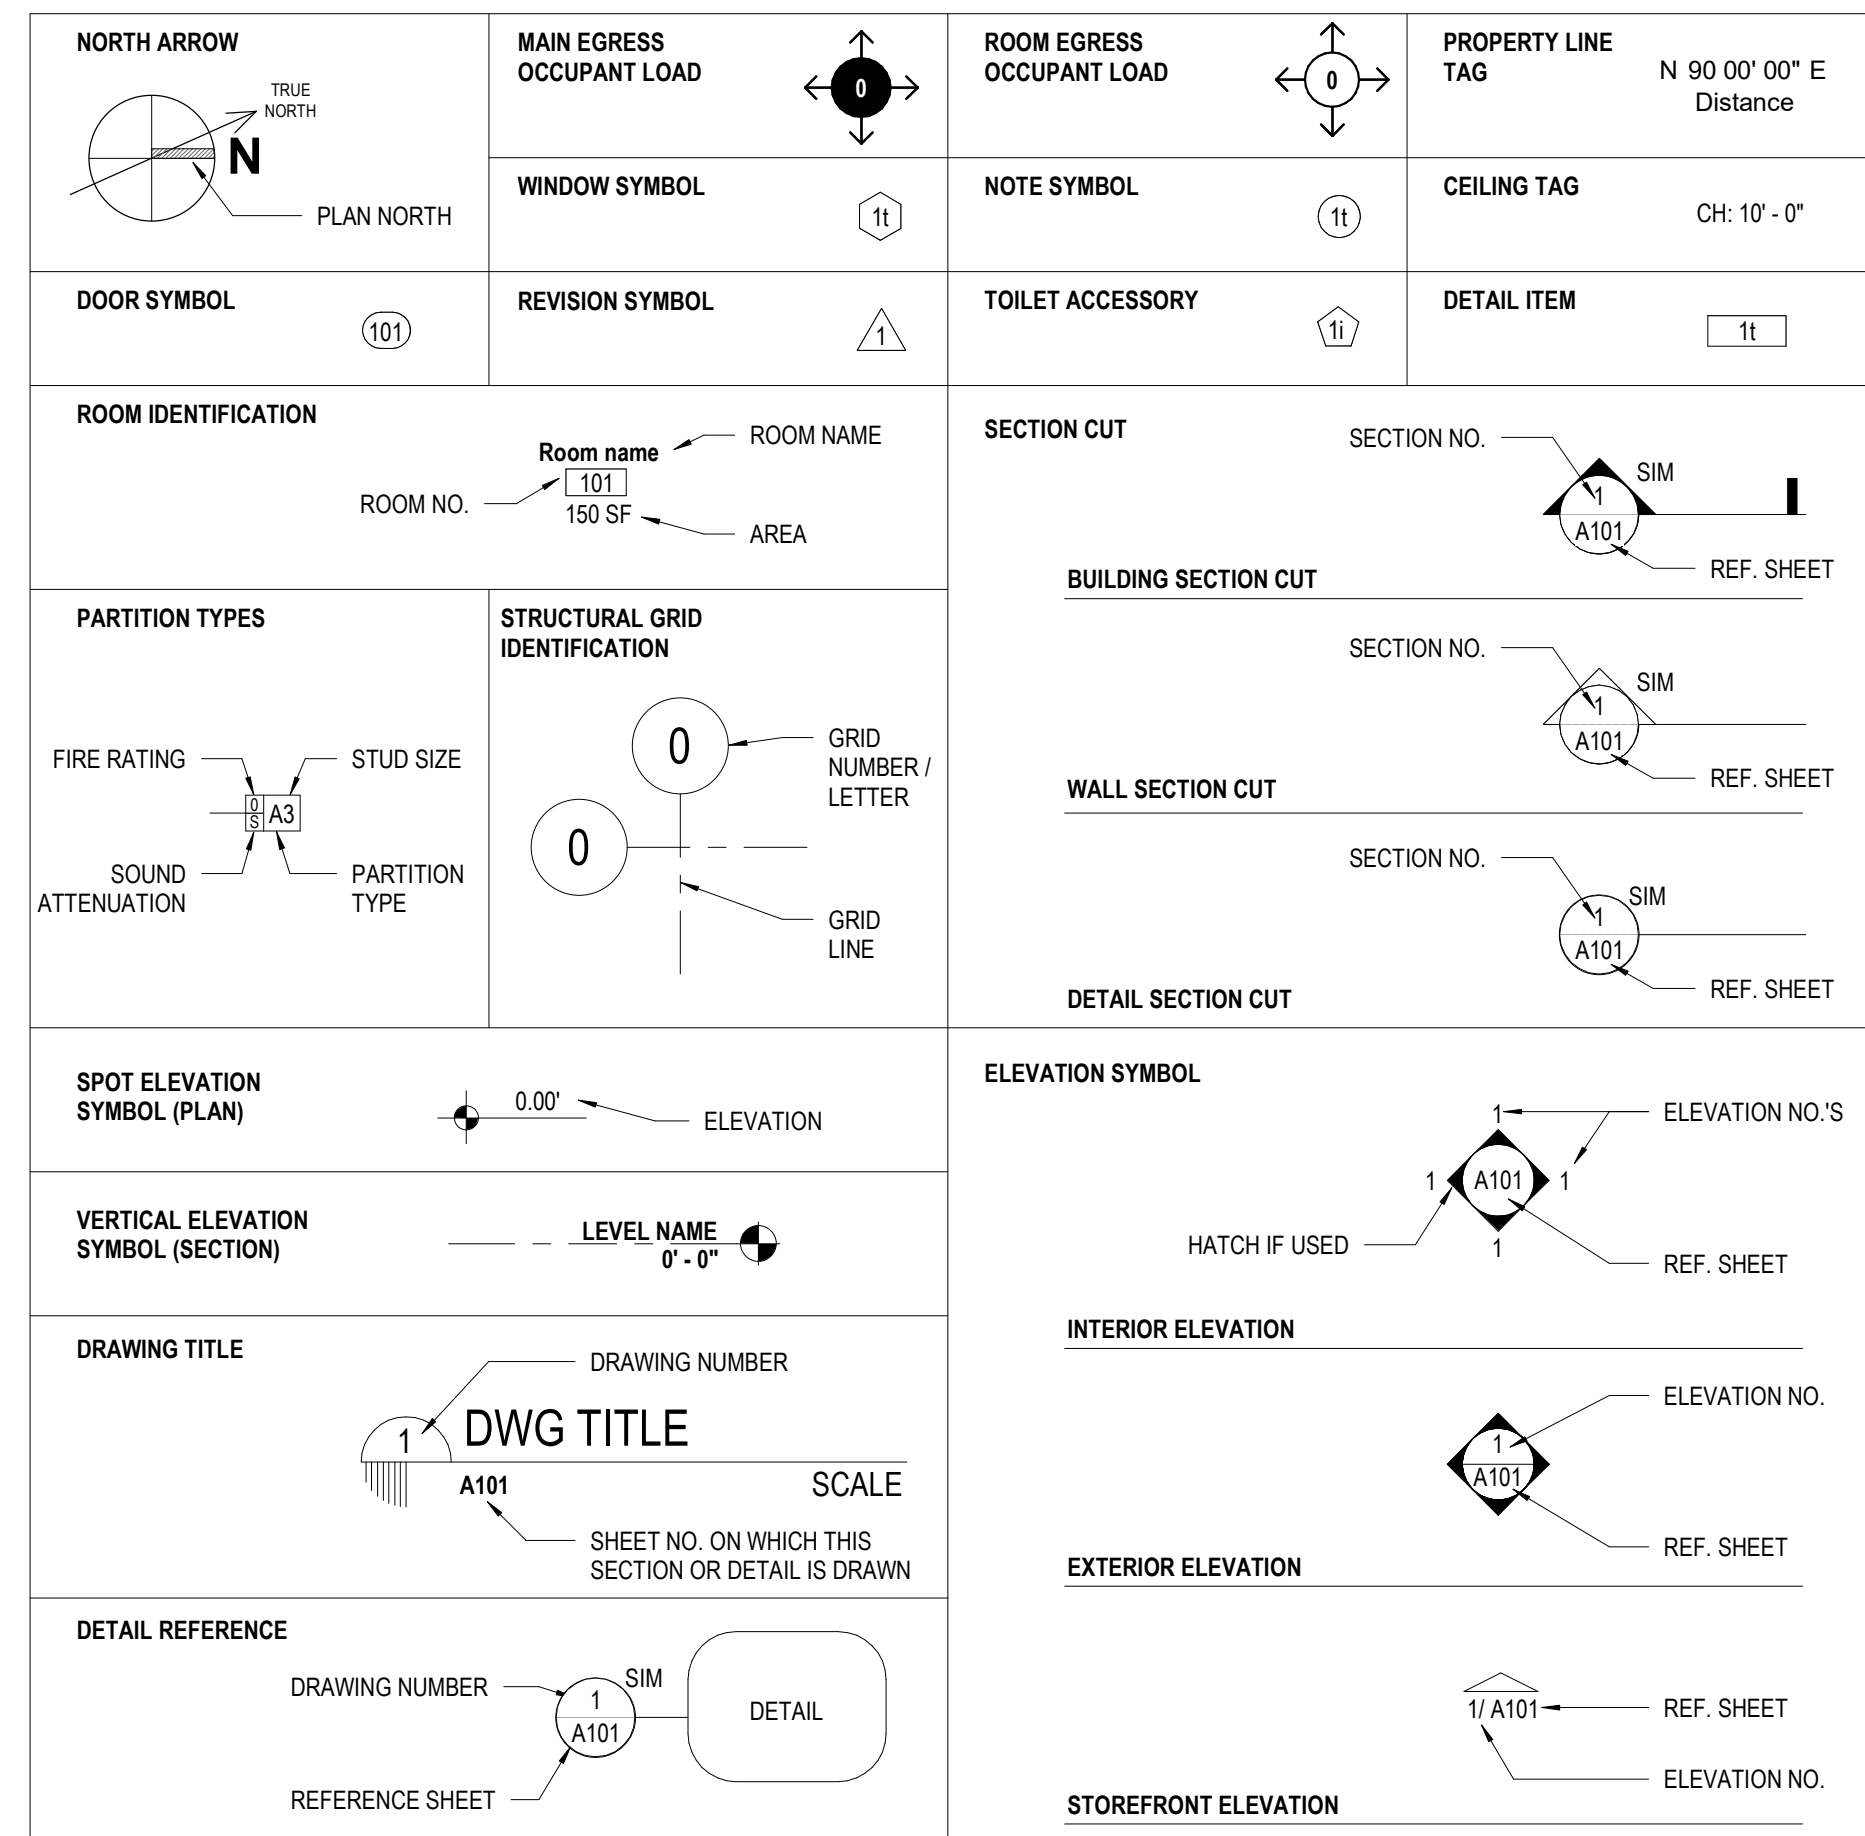 NORTH ARROW
TRUE
NORTH
N
PLAN NORTH
MAIN EGRESS
OCCUPANT LOAD
0
ROOM EGRESS
OCCUPANT LOAD
0
PROPERTY LINE
TAG
N 90 00' 00" E
Distance
WINDOW SYMBOL
1t
NOTE SYMBOL
1t
CEILING TAG
CH: 10' - 0"
DOOR SYMBOL
101
REVISION SYMBOL
1
TOILET ACCESSORY
1i
DETAIL ITEM
1t
ROOM IDENTIFICATION
Room name
101
150 SF
ROOM NAME
ROOM NO.
AREA
SECTION CUT
SECTION NO.
1
SIM
A101
REF. SHEET
BUILDING SECTION CUT
SECTION NO.
1
SIM
A101
REF. SHEET
WALL SECTION CUT
SECTION NO.
1
SIM
A101
REF. SHEET
DETAIL SECTION CUT
PARTITION TYPES
FIRE RATING
STUD SIZE
0
S
A3
SOUND
ATTENUATION
PARTITION
TYPE
STRUCTURAL GRID
IDENTIFICATION
0
0
GRID
NUMBER /
LETTER
GRID
LINE
SPOT ELEVATION
SYMBOL (PLAN)
0.00'
ELEVATION
VERTICAL ELEVATION
SYMBOL (SECTION)
LEVEL NAME
0' - 0"
DRAWING TITLE
DRAWING NUMBER
1
DWG TITLE
A101
SCALE
SHEET NO. ON WHICH THIS
SECTION OR DETAIL IS DRAWN
DETAIL REFERENCE
DRAWING NUMBER
1
SIM
A101
DETAIL
REFERENCE SHEET
ELEVATION SYMBOL
1
ELEVATION NO.'S
1
A101
1
HATCH IF USED
1
REF. SHEET
INTERIOR ELEVATION
ELEVATION NO.
1
A101
REF. SHEET
EXTERIOR ELEVATION
1/ A101
REF. SHEET
ELEVATION NO.
STOREFRONT ELEVATION